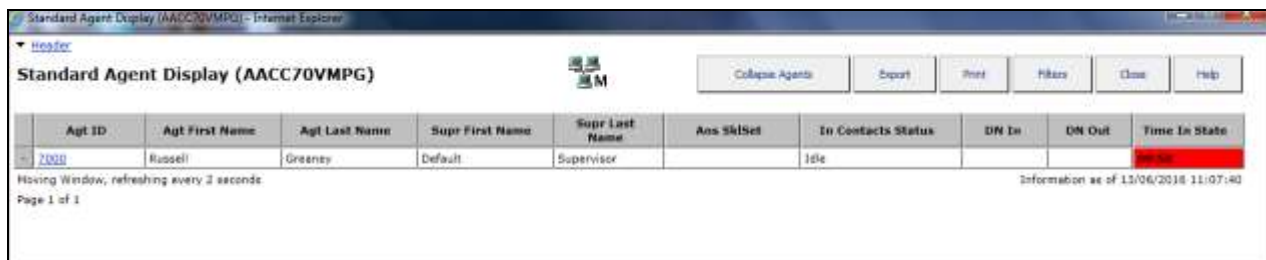 Standard Agent Display (AACC70VMPG) - Internet Explorer
Header
Standard Agent Display (AACC70VMPG)
M
Collapse Agents Export Print Filters Close Help
Agt ID Agt First Name Agt Last Name Supr First Name Supr Last Name Ans SklSet In Contacts Status DN In DN Out Time In State
- 7000 Russell Greeney Default Supervisor Idle
Moving Window, refreshing every 2 seconds Information as of 13/06/2016 11:07:40
Page 1 of 1